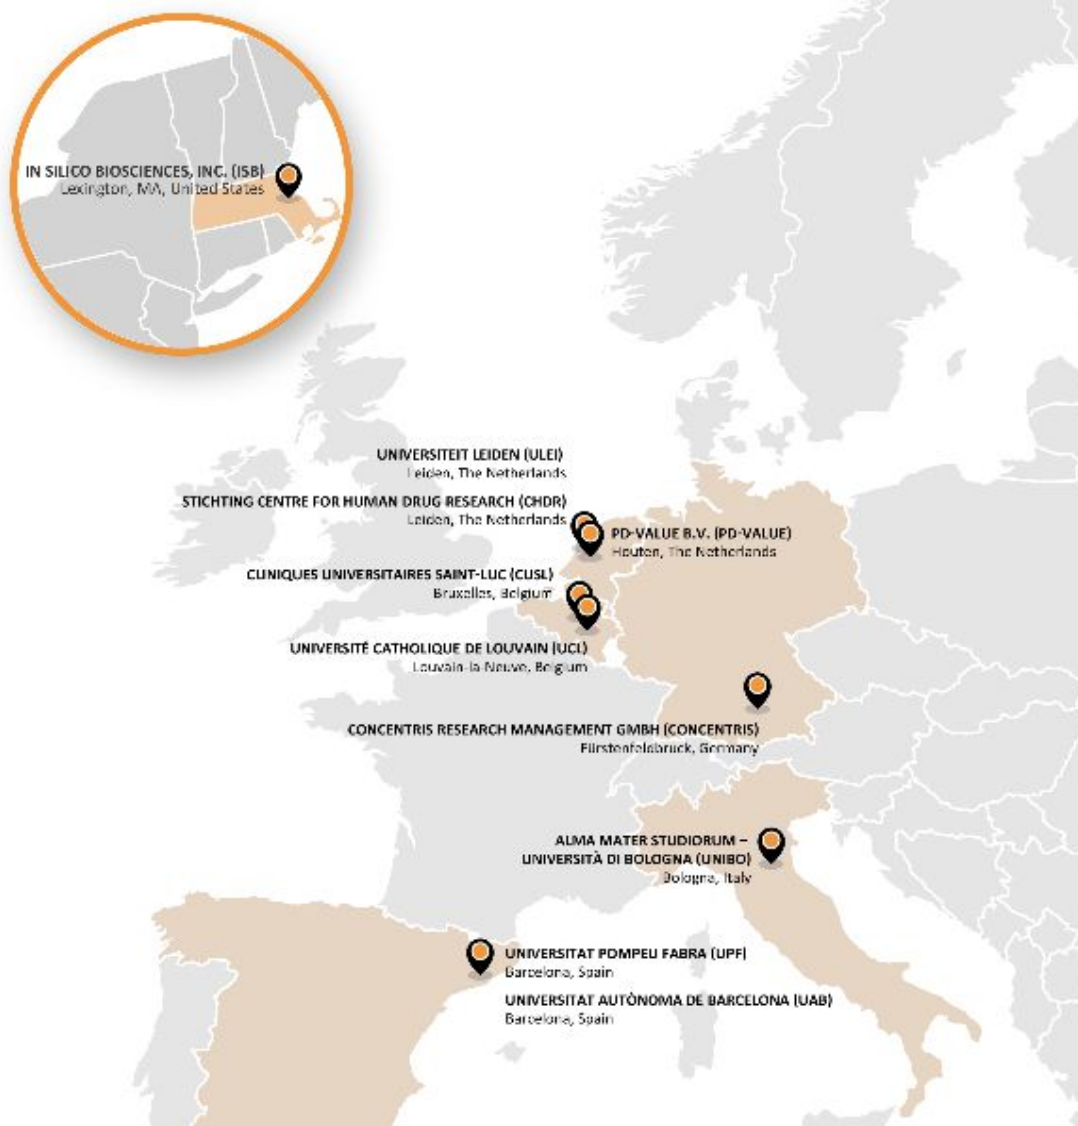 IN SILICO BIOSCIENCES, INC. (ISB)
Lexington, MA, United States
UNIVERSITEIT LEIDEN (ULEI)
Leiden, The Netherlands
STICHTING CENTRE FOR HUMAN DRUG RESEARCH (CHDR)
Leiden, The Netherlands
PD-VALUE B.V. (PD-VALUE)
Houten, The Netherlands
CLINIQUES UNIVERSITAIRES SAINT-LUC (CUSL)
Bruxelles, Belgium
UNIVERSITÉ CATHOLIQUE DE LOUVAIN (UCL)
Louvain-la-Neuve, Belgium
CONCENTRIS RESEARCH MANAGEMENT GMBH (CONCENTRIS)
Fürstenfeldbruck, Germany
ALMA MATER STUDIORUM –
UNIVERSITÀ DI BOLOGNA (UNIBO)
Bologna, Italy
UNIVERSITAT POMPEU FABRA (UPF)
Barcelona, Spain
UNIVERSITAT AUTÒNOMA DE BARCELONA (UAB)
Barcelona, Spain